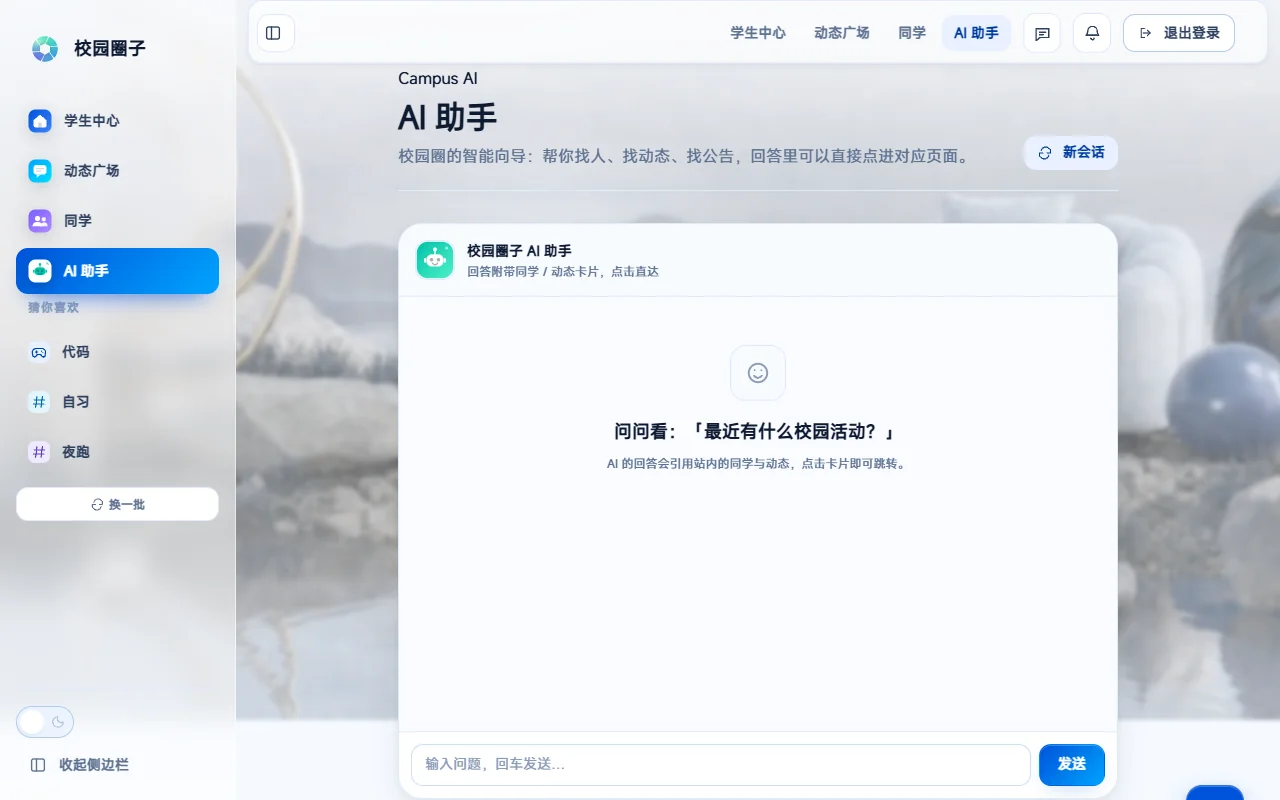 校园圈子
学生中心
动态广场
同学
AI 助手
猜你喜欢
代码
自习
夜跑
换一批
收起侧边栏
学生中心 动态广场 同学 AI 助手 退出登录
Campus AI
AI 助手
校园圈的智能向导：帮你找人、找动态、找公告，回答里可以直接点进对应页面。
新会话
校园圈子 AI 助手
回答附带同学 / 动态卡片，点击直达
问问看：「最近有什么校园活动？」
AI 的回答会引用站内的同学与动态，点击卡片即可跳转。
输入问题，回车发送...
发送